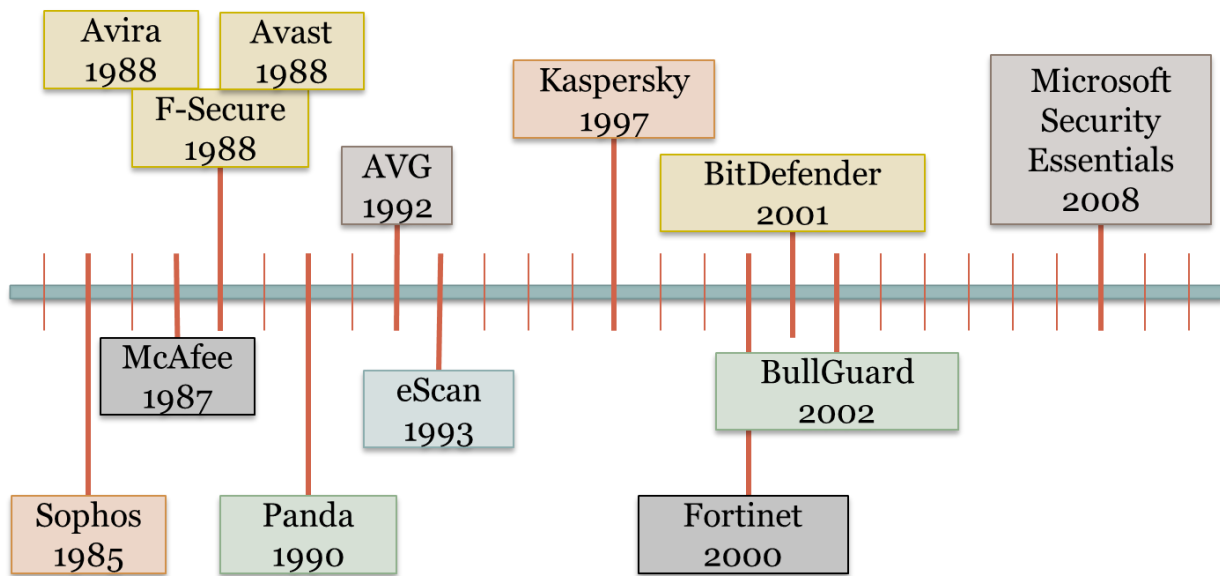 Avira
1988
Avast
1988
F-Secure
1988
Kaspersky
1997
Microsoft
Security
Essentials
2008
AVG
1992
BitDefender
2001
McAfee
1987
eScan
1993
BullGuard
2002
Sophos
1985
Panda
1990
Fortinet
2000